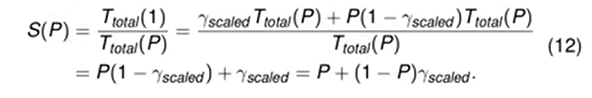 S(P) = T_total(1) / T_total(P) = (γ_scaled T_total(P) + P(1 − γ_scaled)T_total(P)) / T_total(P) (12)
= P(1 − γ_scaled) + γ_scaled = P + (1 − P)γ_scaled.